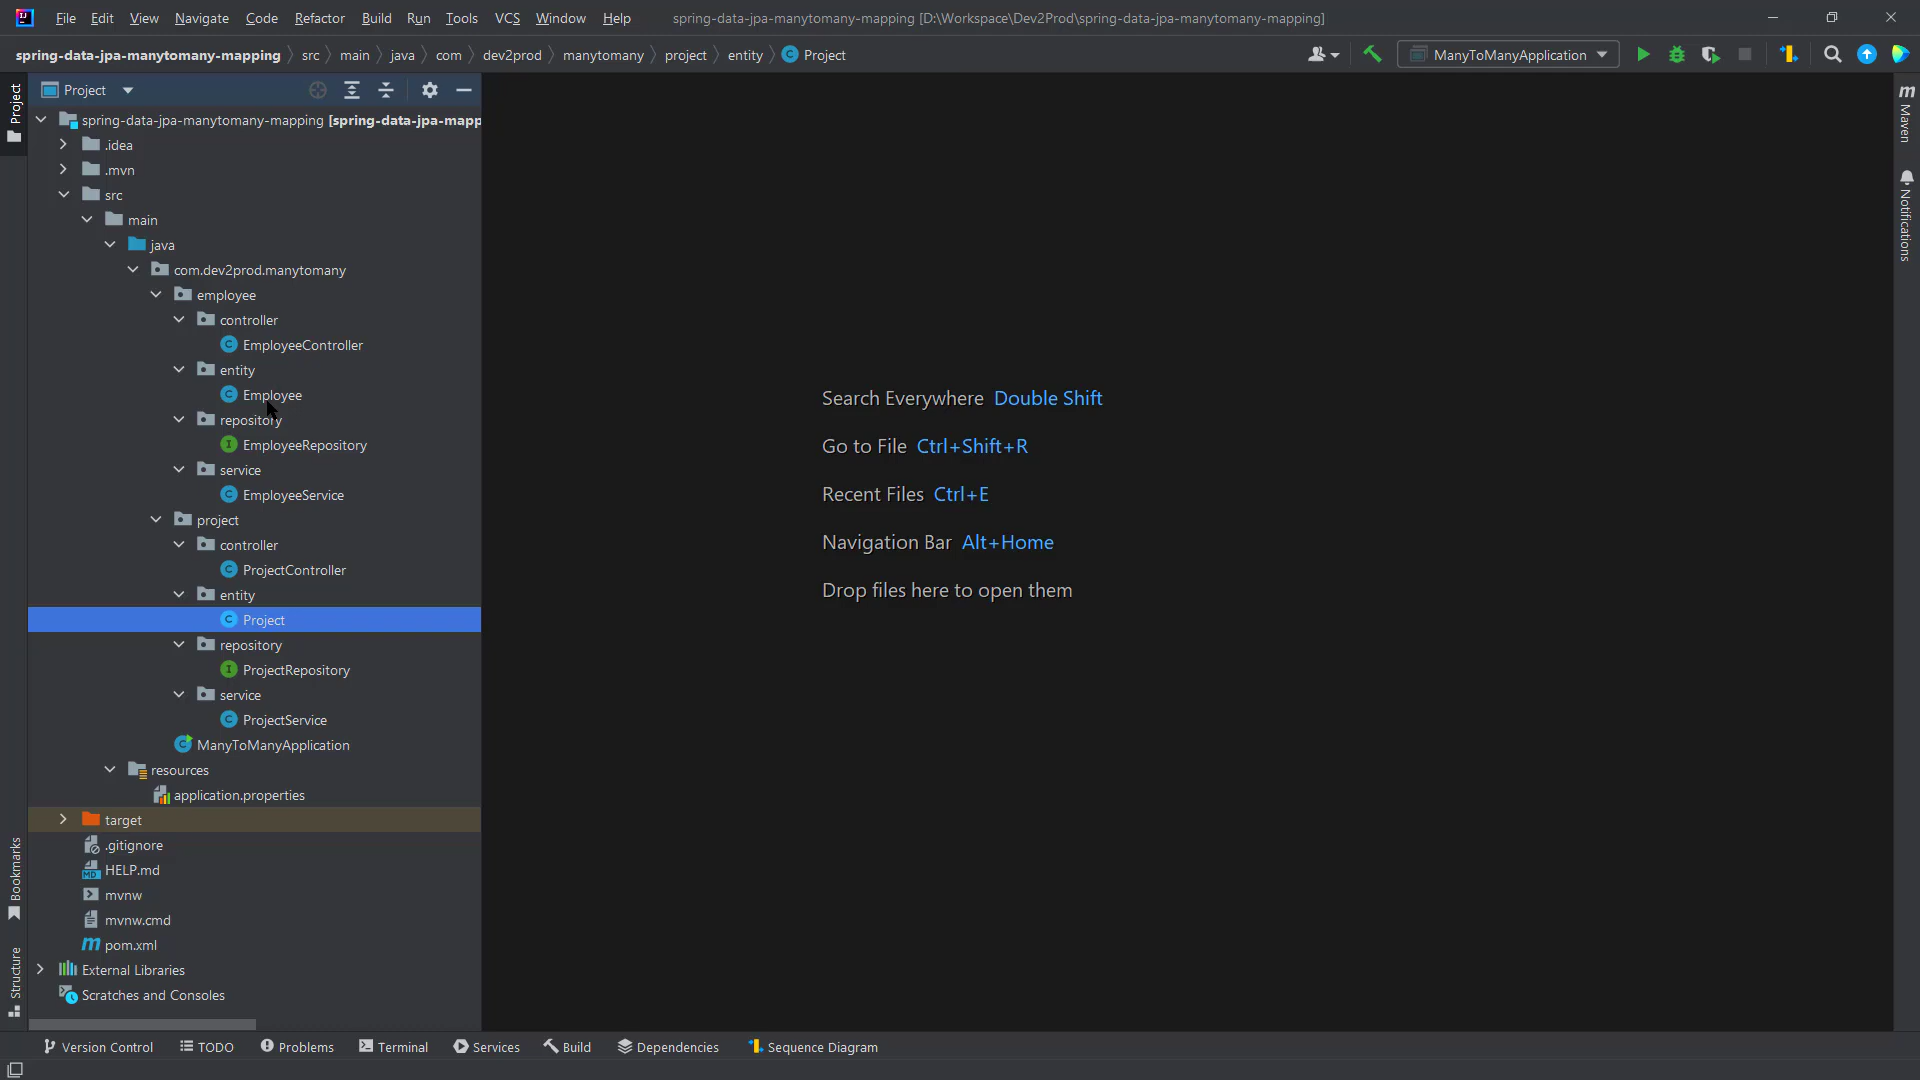 File Edit View Navigate Code Refactor Build Run Tools VCS Window Help spring-data-jpa-manytomany-mapping [D:\Workspace\Dev2Prod\spring-data-jpa-manytomany-mapping]
spring-data-jpa-manytomany-mapping src main java com dev2prod manytomany project entity Project ManyToManyApplication
Project
Project
spring-data-jpa-manytomany-mapping [spring-data-jpa-mapp
.idea
.mvn
src
main
java
com.dev2prod.manytomany
employee
controller
EmployeeController
entity
Employee
repository
EmployeeRepository
service
EmployeeService
project
controller
ProjectController
entity
Project
repository
ProjectRepository
service
ProjectService
ManyToManyApplication
resources
application.properties
target
.gitignore
HELP.md
mvnw
mvnw.cmd
pom.xml
External Libraries
Scratches and Consoles
Bookmarks
Structure
Search Everywhere Double Shift
Go to File Ctrl+Shift+R
Recent Files Ctrl+E
Navigation Bar Alt+Home
Drop files here to open them
Maven
Notifications
Version Control TODO Problems Terminal Services Build Dependencies Sequence Diagram